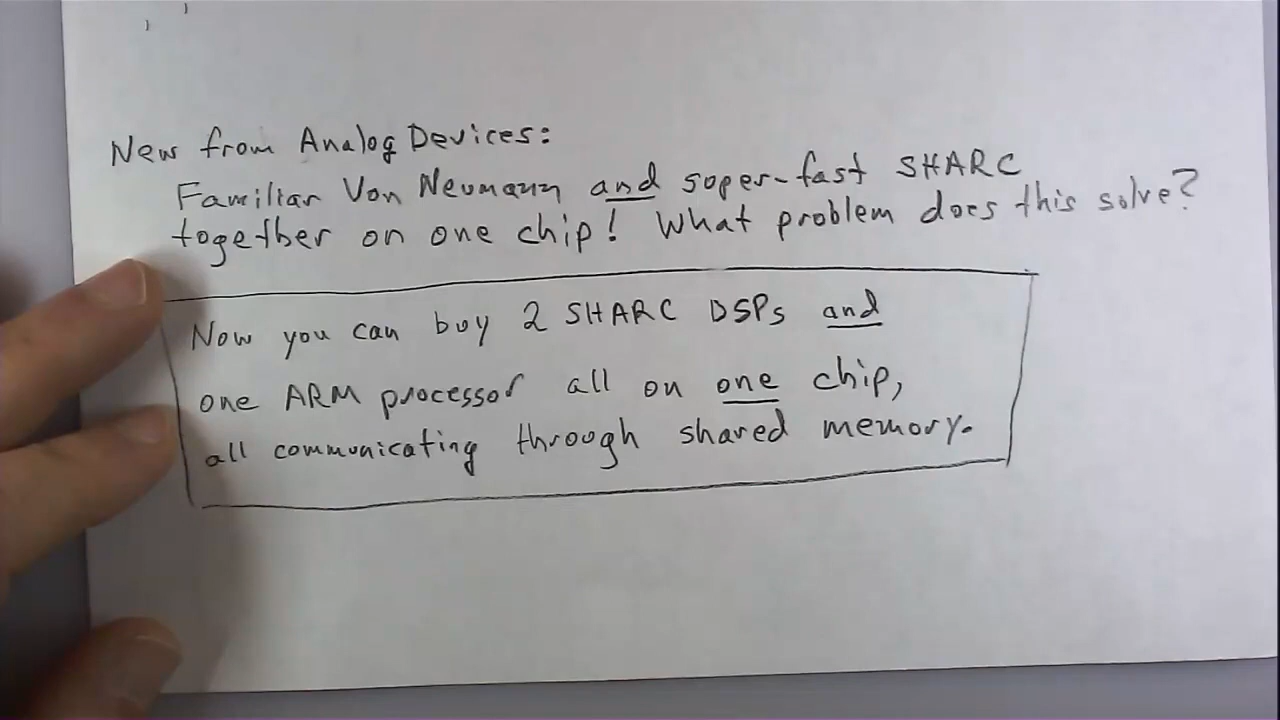 New from Analog Devices:
Familiar Von Neumann and soper-fast SHARC
together on one chip! What problem does this solve?
Now you can buy 2 SHARC DSPs and
one ARM processor all on one chip,
all communicating through shared memory.